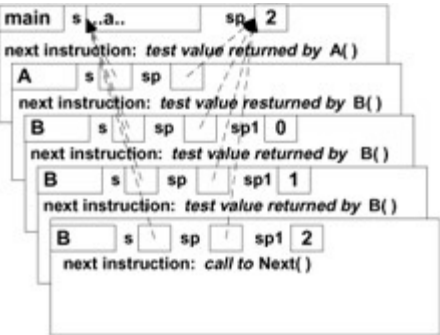 main s ..a.. sp 2
next instruction: test value returned by A( )
A s sp
next instruction: test value resturned by B( )
B s sp sp1 0
next instruction: test value returned by B( )
B s sp sp1 1
next instruction: test value returned by B( )
B s sp sp1 2
next instruction: call to Next( )